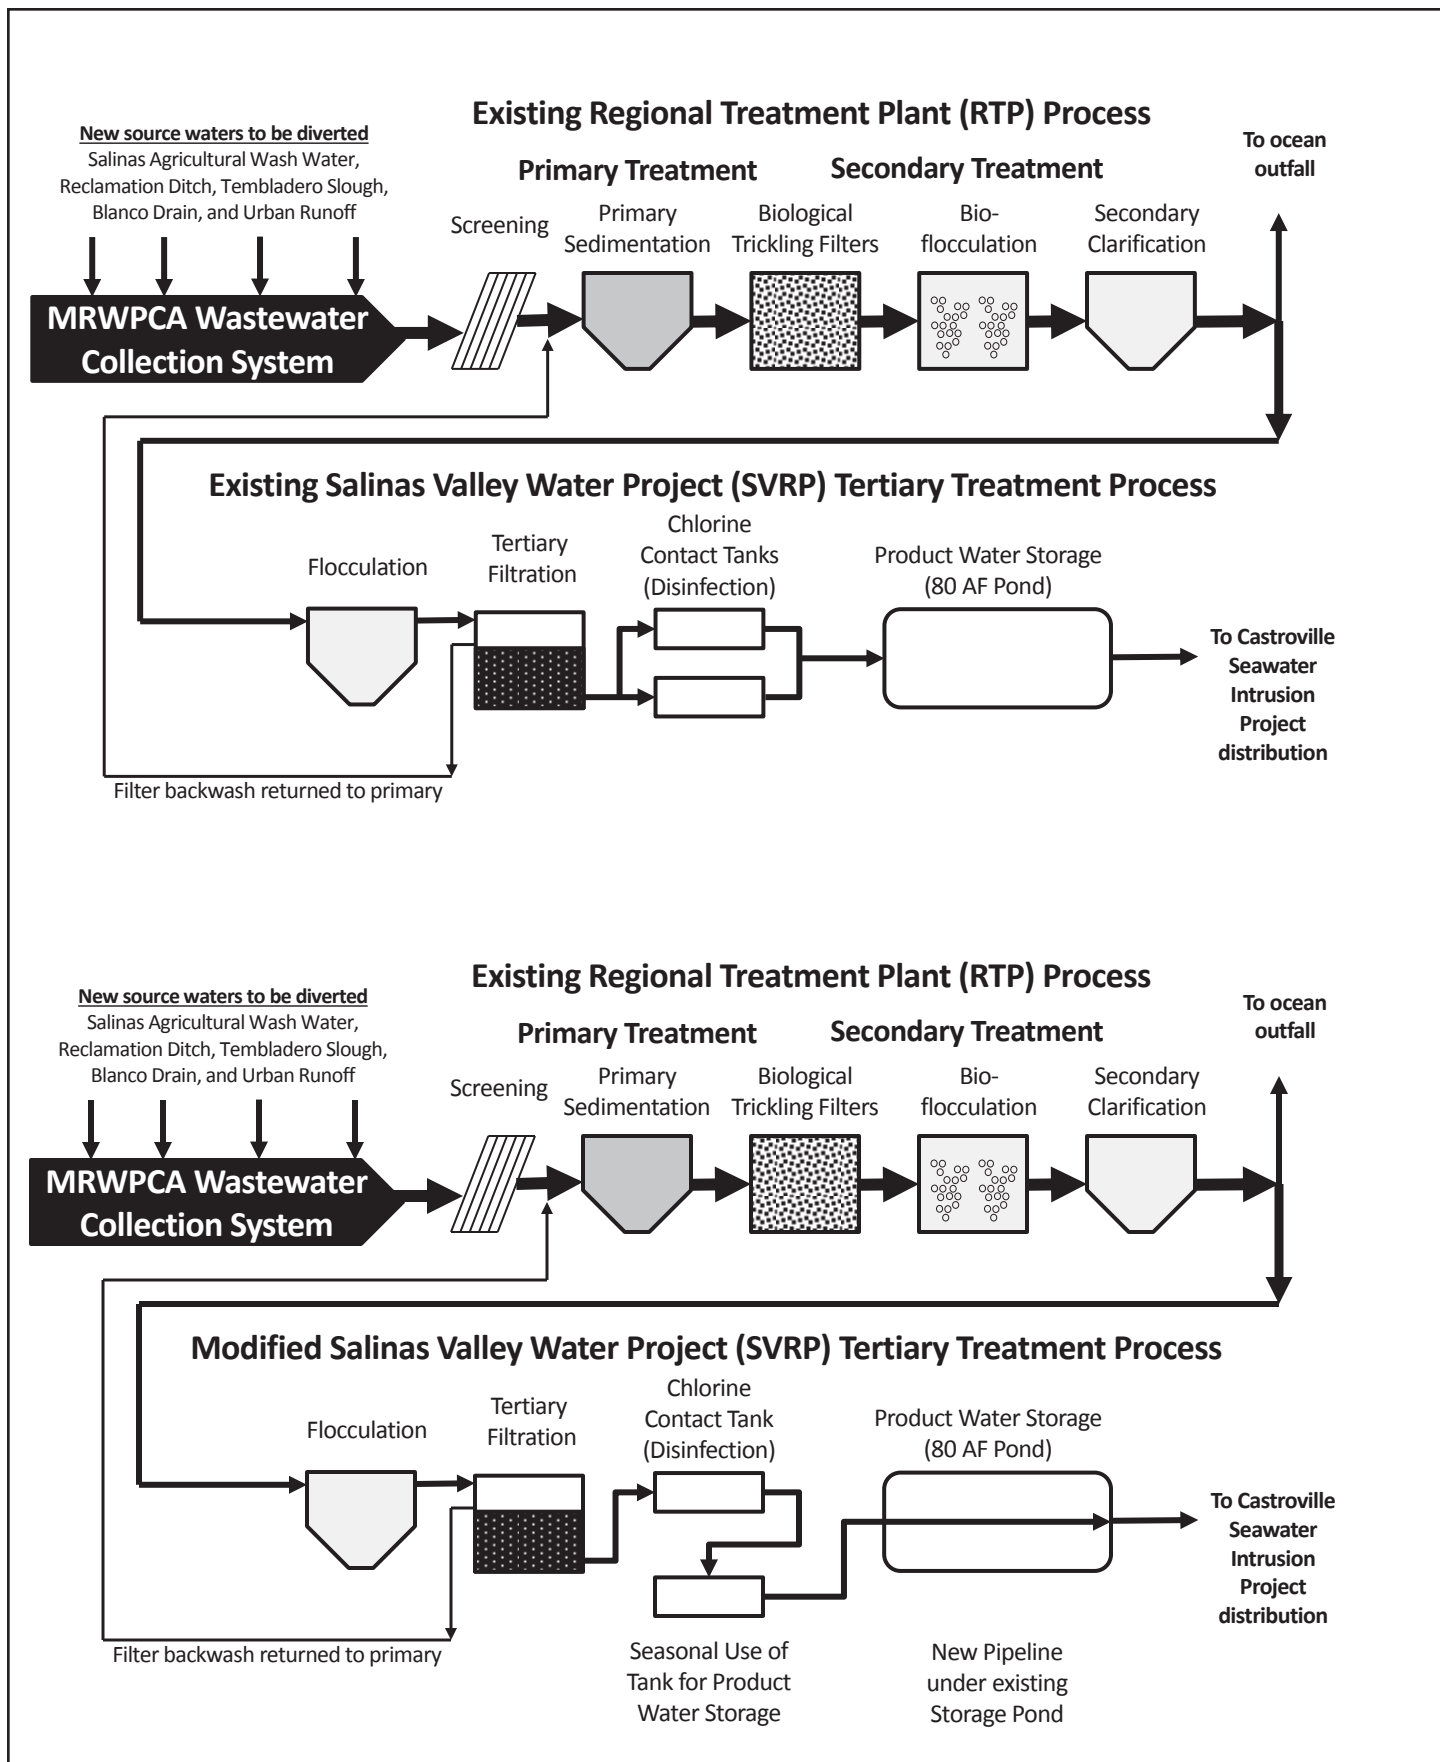 Existing Regional Treatment Plant (RTP) Process
New source waters to be diverted
Salinas Agricultural Wash Water,
Reclamation Ditch, Tembladero Slough,
Blanco Drain, and Urban Runoff
To ocean
outfall
Primary Treatment
Secondary Treatment
Screening
Primary
Sedimentation
Biological
Trickling Filters
Bio-
flocculation
Secondary
Clarification
MRWPCA Wastewater
Collection System
Existing Salinas Valley Water Project (SVRP) Tertiary Treatment Process
Flocculation
Tertiary
Filtration
Chlorine
Contact Tanks
(Disinfection)
Product Water Storage
(80 AF Pond)
To Castroville
Seawater
Intrusion
Project
distribution
Filter backwash returned to primary
Existing Regional Treatment Plant (RTP) Process
New source waters to be diverted
Salinas Agricultural Wash Water,
Reclamation Ditch, Tembladero Slough,
Blanco Drain, and Urban Runoff
To ocean
outfall
Primary Treatment
Secondary Treatment
Screening
Primary
Sedimentation
Biological
Trickling Filters
Bio-
flocculation
Secondary
Clarification
MRWPCA Wastewater
Collection System
Modified Salinas Valley Water Project (SVRP) Tertiary Treatment Process
Flocculation
Tertiary
Filtration
Chlorine
Contact Tank
(Disinfection)
Product Water Storage
(80 AF Pond)
To Castroville
Seawater
Intrusion
Project
distribution
Filter backwash returned to primary
Seasonal Use of
Tank for Product
Water Storage
New Pipeline
under existing
Storage Pond